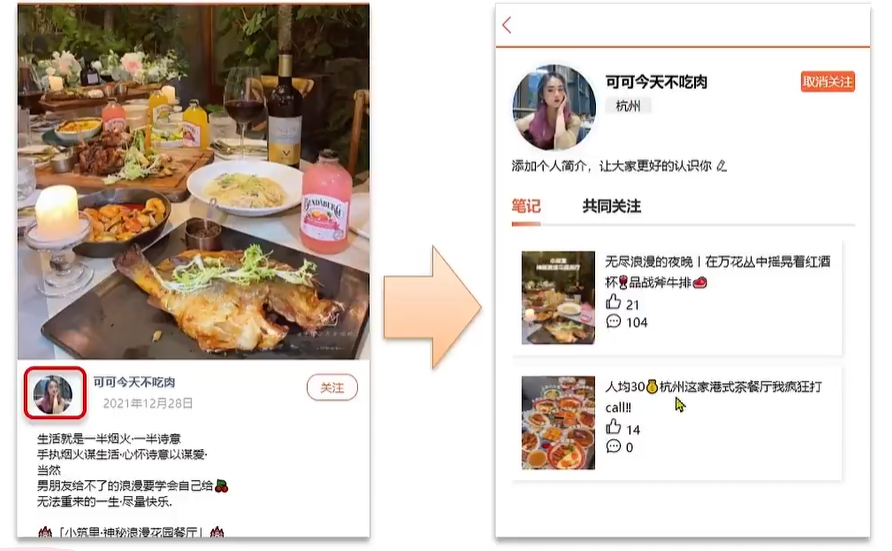 BUNDABERG
可可今天不吃肉
关注
2021年12月28日
生活就是一半烟火·一半诗意
手执烟火谋生活·心怀诗意以谋爱·
当然
男朋友给不了的浪漫要学会自己给🍒
无法重来的一生·尽量快乐.
🏰「小筑里·神秘浪漫花园餐厅」🏰
可可今天不吃肉
取消关注
杭州
添加个人简介，让大家更好的认识你
笔记
共同关注
无尽浪漫的夜晚丨在万花丛中摇晃着红酒
杯🍷品战斧牛排🥩
21
104
人均30💰杭州这家港式茶餐厅我疯狂打
call‼
14
0